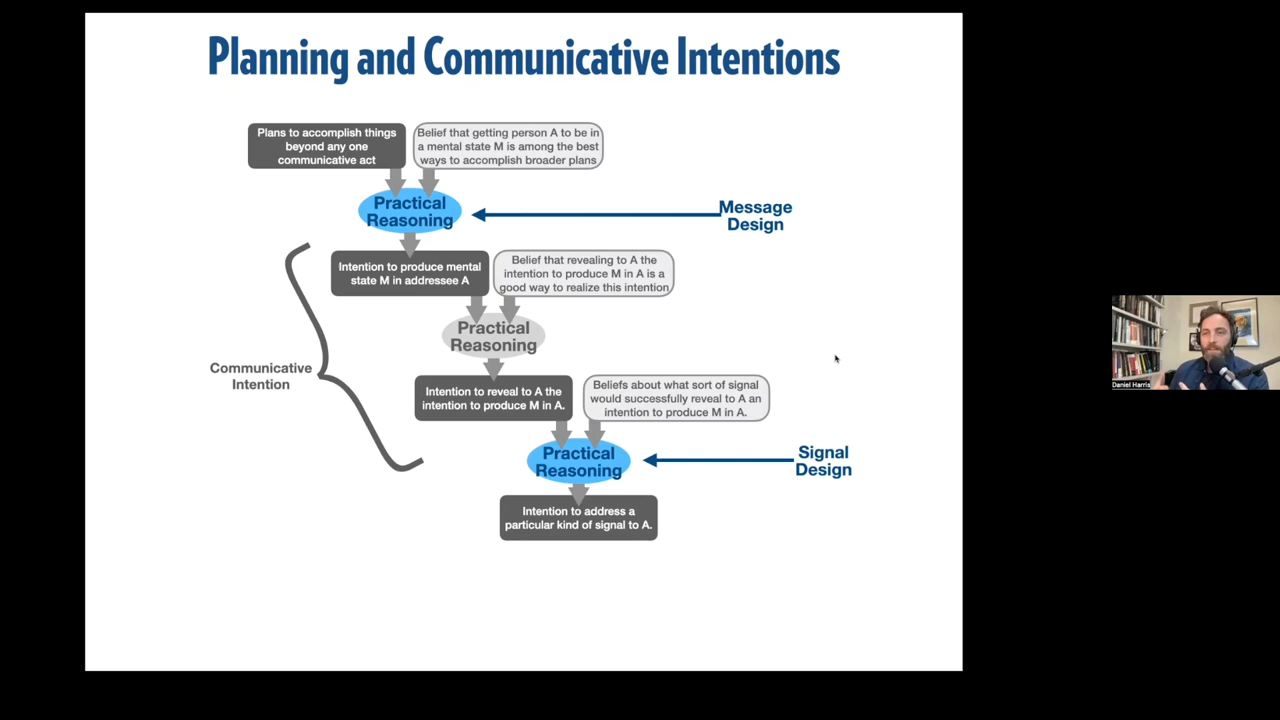 Planning and Communicative Intentions
Plans to accomplish things
beyond any one
communicative act
Belief that getting person A to be in
a mental state M is among the best
ways to accomplish broader plans
Practical
Reasoning
Message
Design
Intention to produce mental
state M in addressee A
Belief that revealing to A the
intention to produce M in A is a
good way to realize this intention
Practical
Reasoning
Communicative
Intention
Intention to reveal to A the
intention to produce M in A.
Beliefs about what sort of signal
would successfully reveal to A an
intention to produce M in A.
Practical
Reasoning
Signal
Design
Intention to address a
particular kind of signal to A.
Daniel Harris